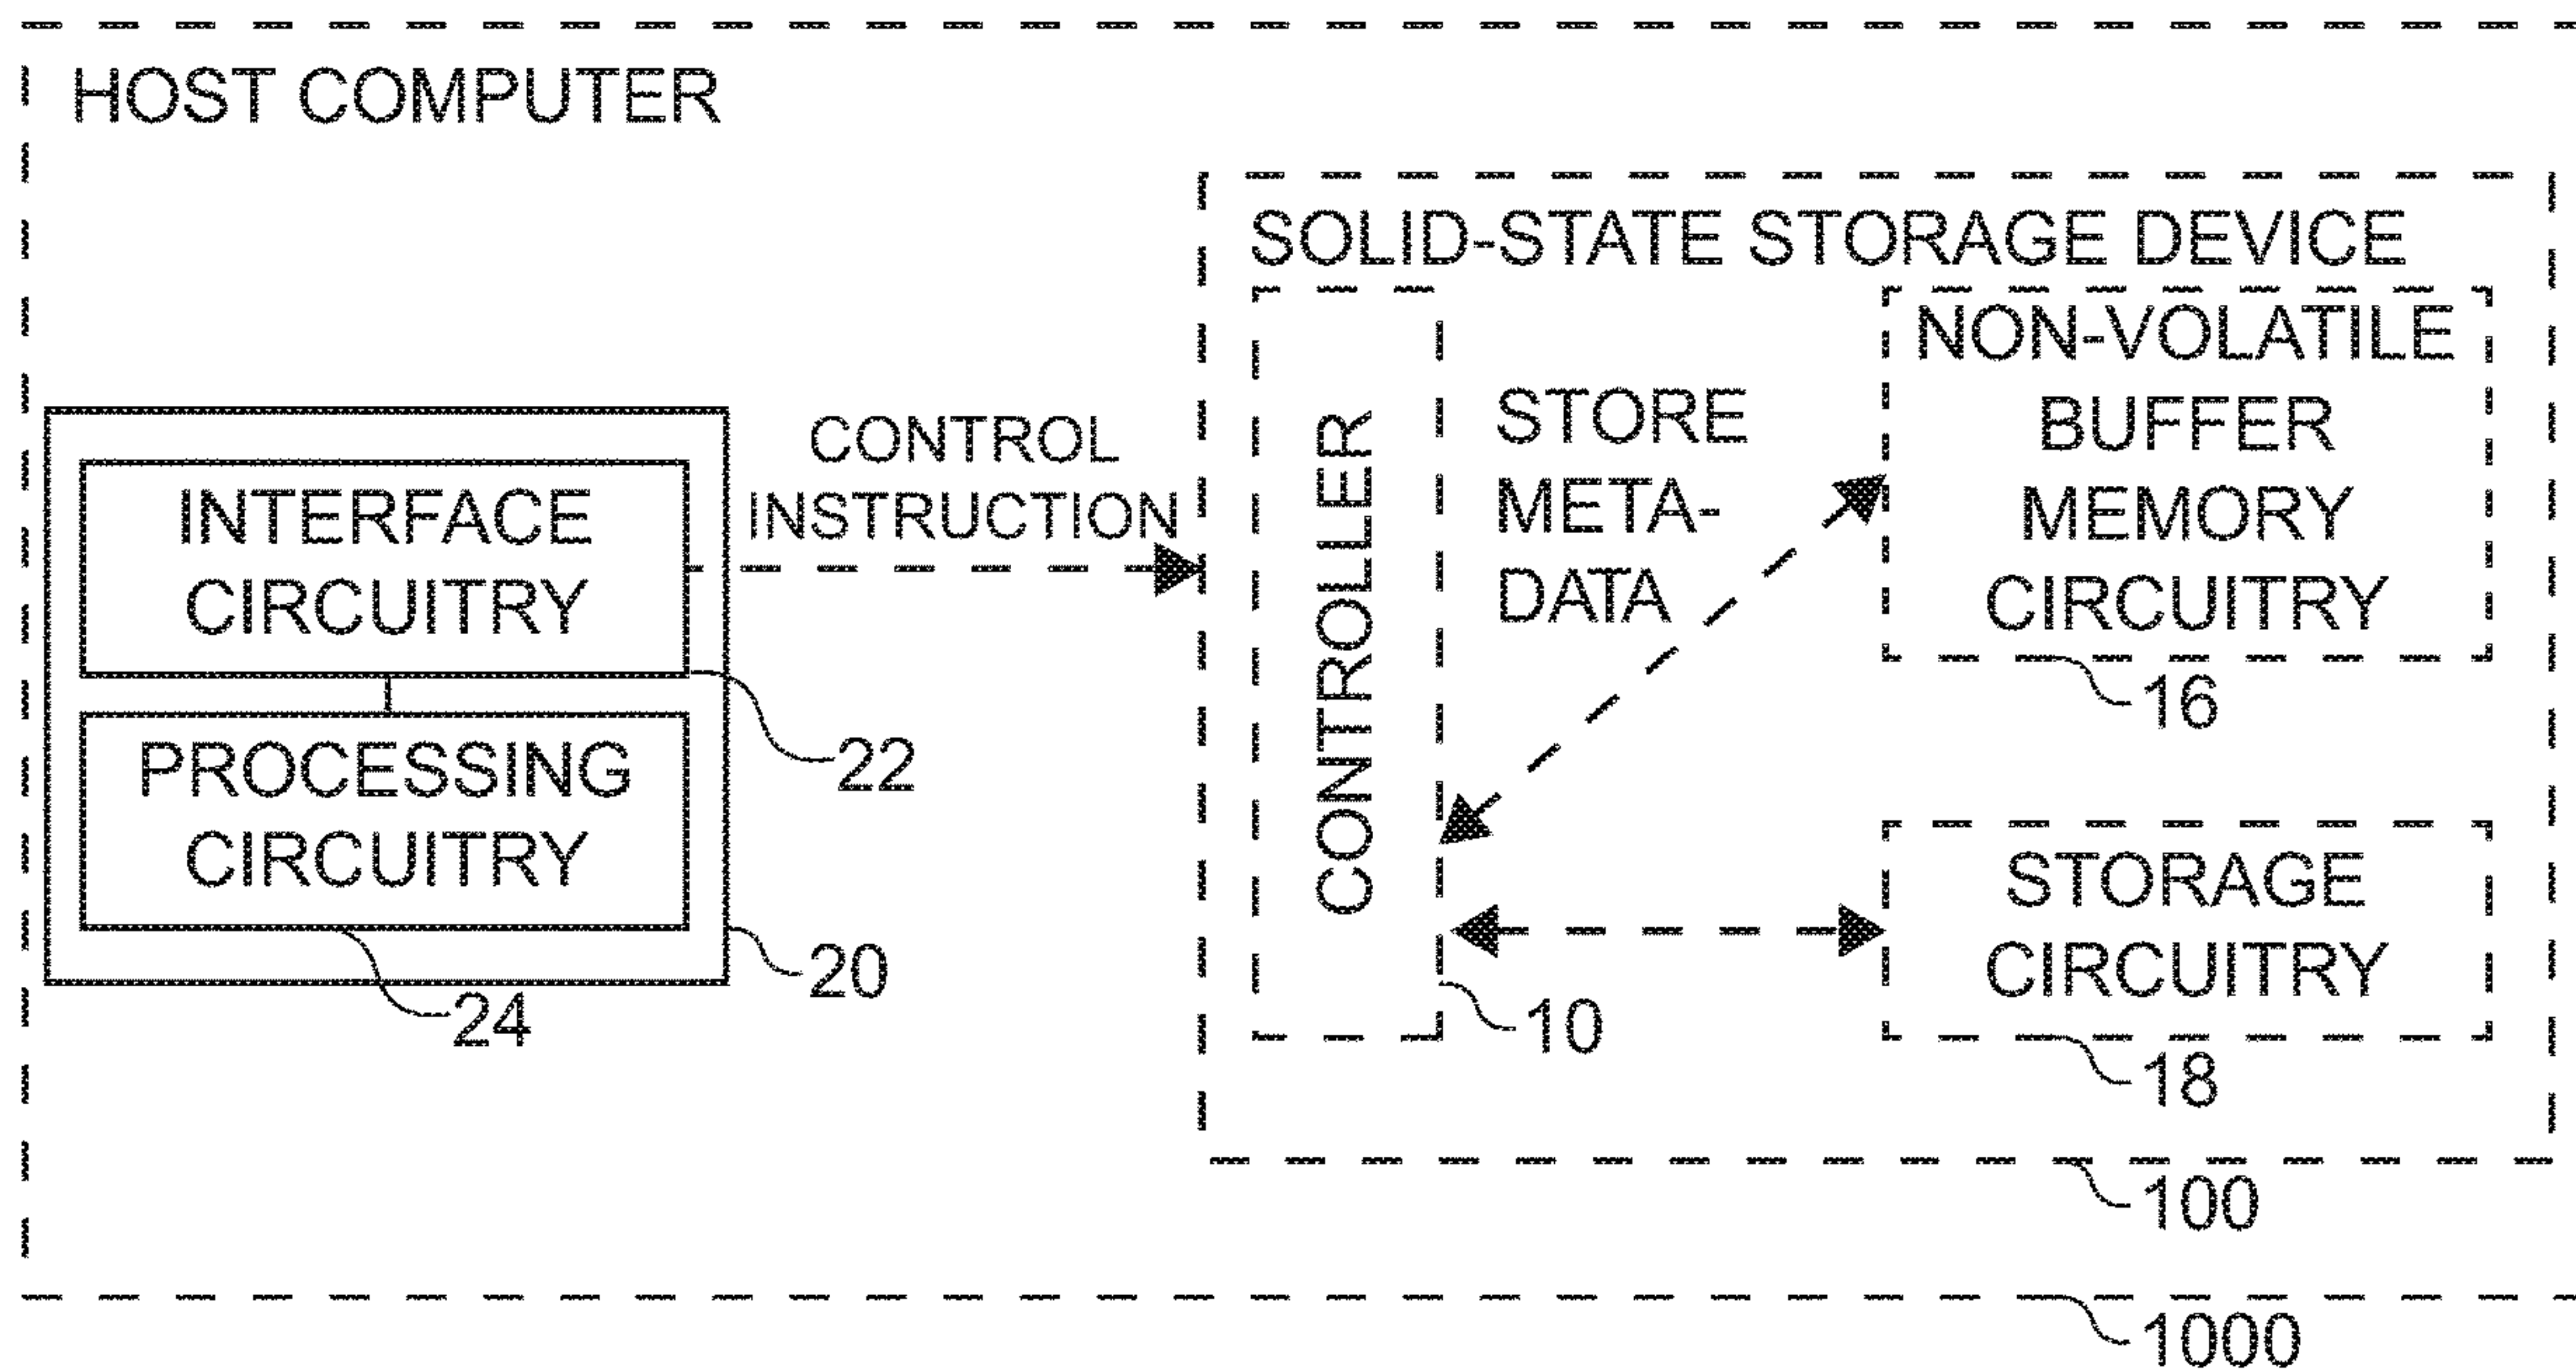 HOST COMPUTER
SOLID-STATE STORAGE DEVICE
INTERFACE
CIRCUITRY
22
PROCESSING
CIRCUITRY
24
20
CONTROL
INSTRUCTION
CONTROLLER
10
STORE
META-
DATA
NON-VOLATILE
BUFFER
MEMORY
CIRCUITRY
16
STORAGE
CIRCUITRY
18
100
1000